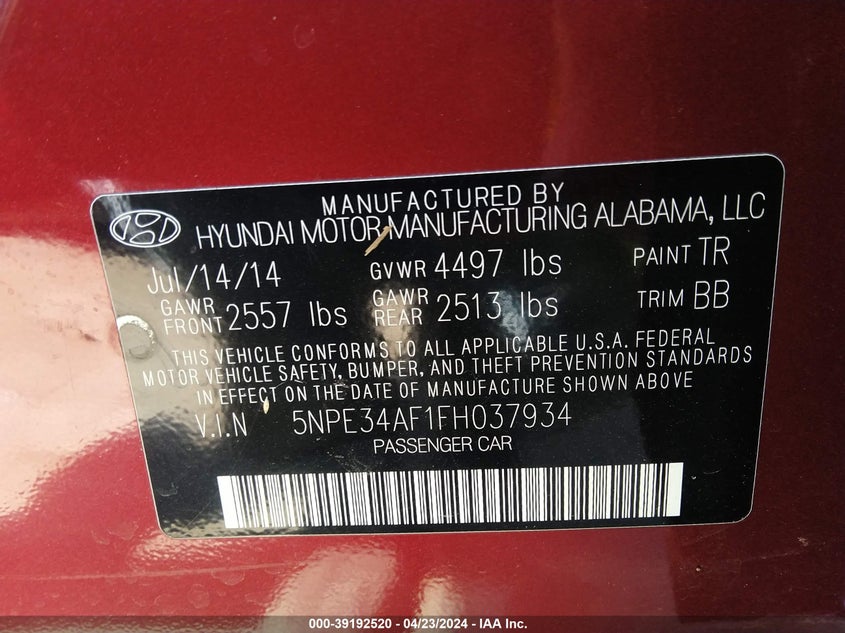 MANUFACTURED BY
HYUNDAI MOTOR MANUFACTURING ALABAMA, LLC
Jul/14/14 GVWR 4497 lbs PAINT TR
GAWR FRONT 2557 lbs GAWR REAR 2513 lbs TRIM BB
THIS VEHICLE CONFORMS TO ALL APPLICABLE U.S.A. FEDERAL
MOTOR VEHICLE SAFETY, BUMPER, AND THEFT PREVENTION STANDARDS
IN EFFECT ON THE DATE OF MANUFACTURE SHOWN ABOVE
V.I.N 5NPE34AF1FH037934
PASSENGER CAR
000-39192520 - 04/23/2024 - IAA Inc.